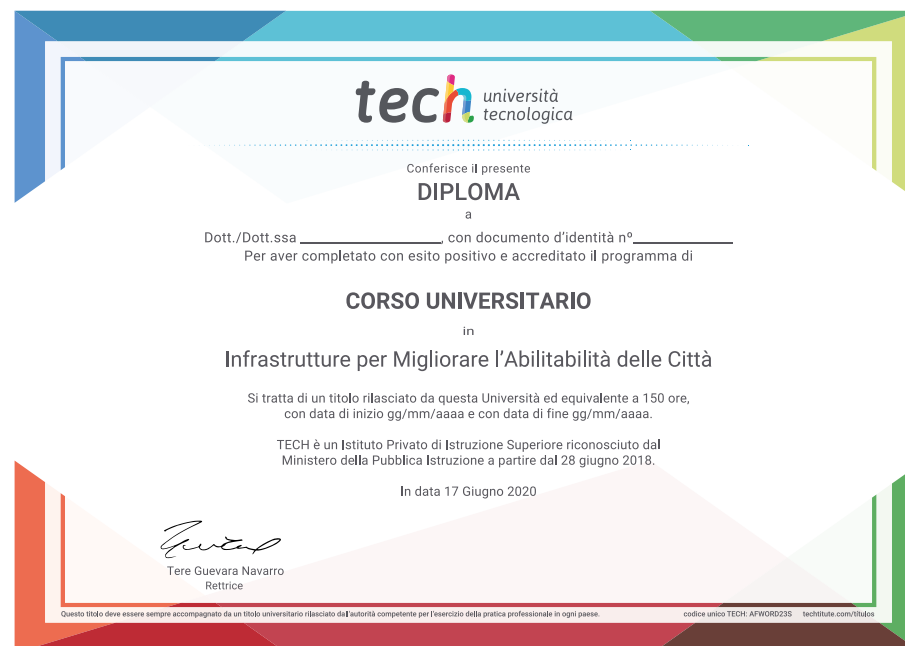 tech università
tecnologica
Conferisce il presente
DIPLOMA
a
Dott./Dott.ssa ____________________, con documento d'identità nº______________
Per aver completato con esito positivo e accreditato il programma di
CORSO UNIVERSITARIO
in
Infrastrutture per Migliorare l'Abilitabilità delle Città
Si tratta di un titolo rilasciato da questa Università ed equivalente a 150 ore,
con data di inizio gg/mm/aaaa e con data di fine gg/mm/aaaa.
TECH è un Istituto Privato di Istruzione Superiore riconosciuto dal
Ministero della Pubblica Istruzione a partire dal 28 giugno 2018.
In data 17 Giugno 2020
Tere Guevara Navarro
Rettrice
Questo titolo deve essere sempre accompagnato da un titolo universitario rilasciato dall'autorità competente per l'esercizio della pratica professionale in ogni paese. codice unico TECH: AFWORD23S techtitute.com/titulos